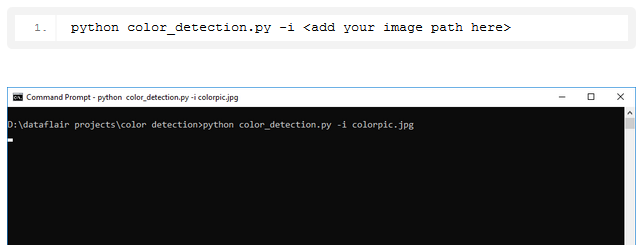 1. python color_detection.py -i <add your image path here>
Command Prompt - python  color_detection.py -i colorpic.jpg
D:\dataflair projects\color detection>python color_detection.py -i colorpic.jpg